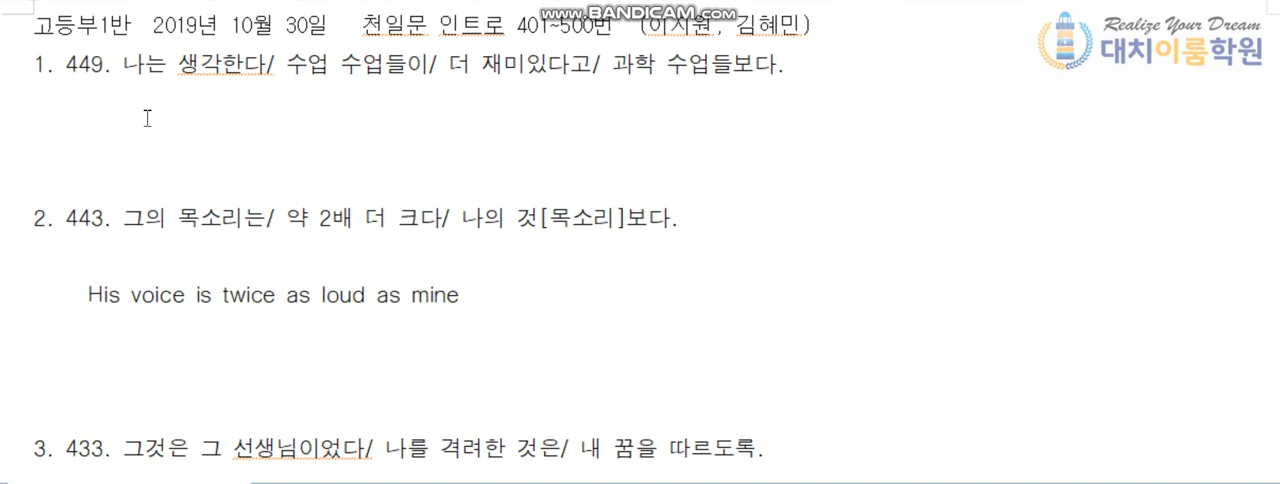 www.BANDICAM.com
고등부1반 2019년 10월 30일 천일문 인트로 401~500번 (이지원, 김혜민)
Realize Your Dream
대치이룸학원
1. 449. 나는 생각한다/ 수업 수업들이/ 더 재미있다고/ 과학 수업들보다.
2. 443. 그의 목소리는/ 약 2배 더 크다/ 나의 것[목소리]보다.
His voice is twice as loud as mine
3. 433. 그것은 그 선생님이었다/ 나를 격려한 것은/ 내 꿈을 따르도록.